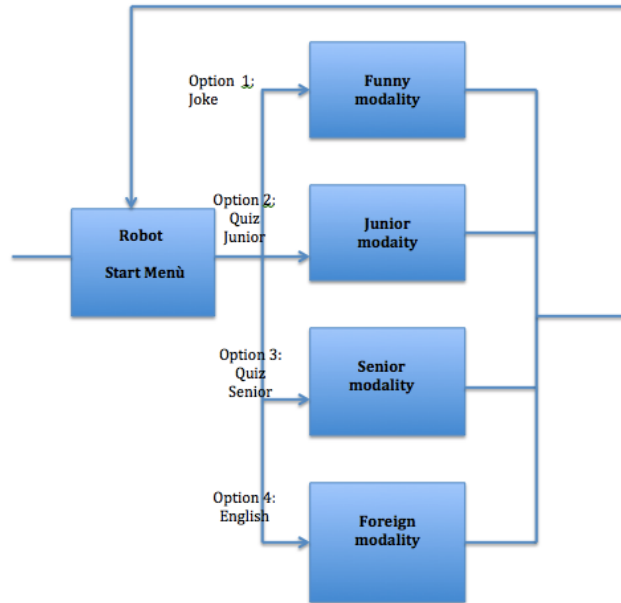 Option 1:
Joke
Funny
modality
Option 2:
Quiz
Junior
Robot
Start Menù
Junior
modaity
Option 3:
Quiz
Senior
Senior
modality
Option 4:
English
Foreign
modality